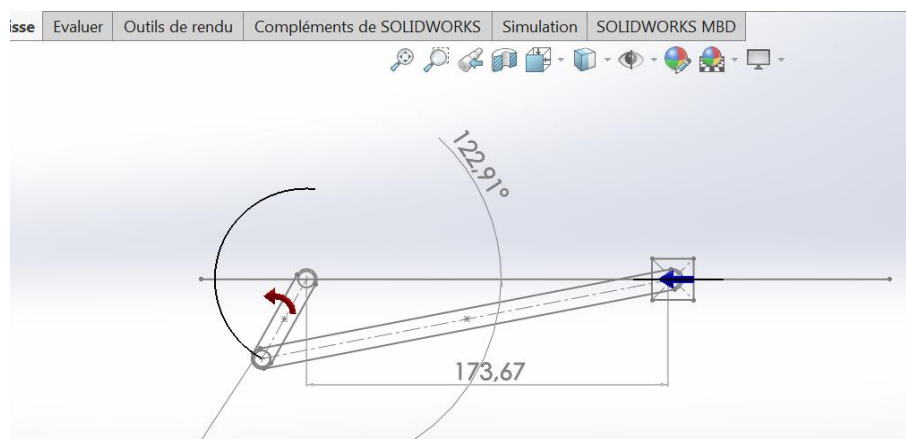 isse Evaluer Outils de rendu Compléments de SOLIDWORKS Simulation SOLIDWORKS MBD
122,91°
173,67